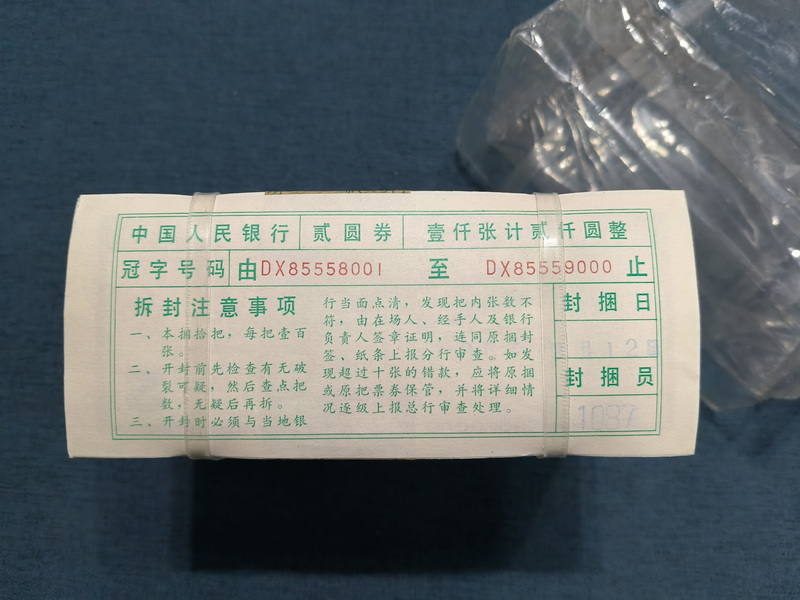 中国人民银行 贰圆券 壹仟张计贰仟圆整
冠字号码 由DX85558001 至 DX85559000 止
拆封注意事项
一、本捆拾把，每把壹百
张。
二、开封前先检查有无破
裂可疑，然后查点把
数，无疑后再拆。
三、开封时必须与当地银
行当面点清，发现把内张数不
符，由在场人、经手人及银行
负责人签章证明，连同原捆封
签、纸条上报分行审查。如发
现超过十张的错款，应将原捆
或原把票券保管，并将详细情
况逐级上报总行审查处理。
封捆日
月12
封捆员
1087